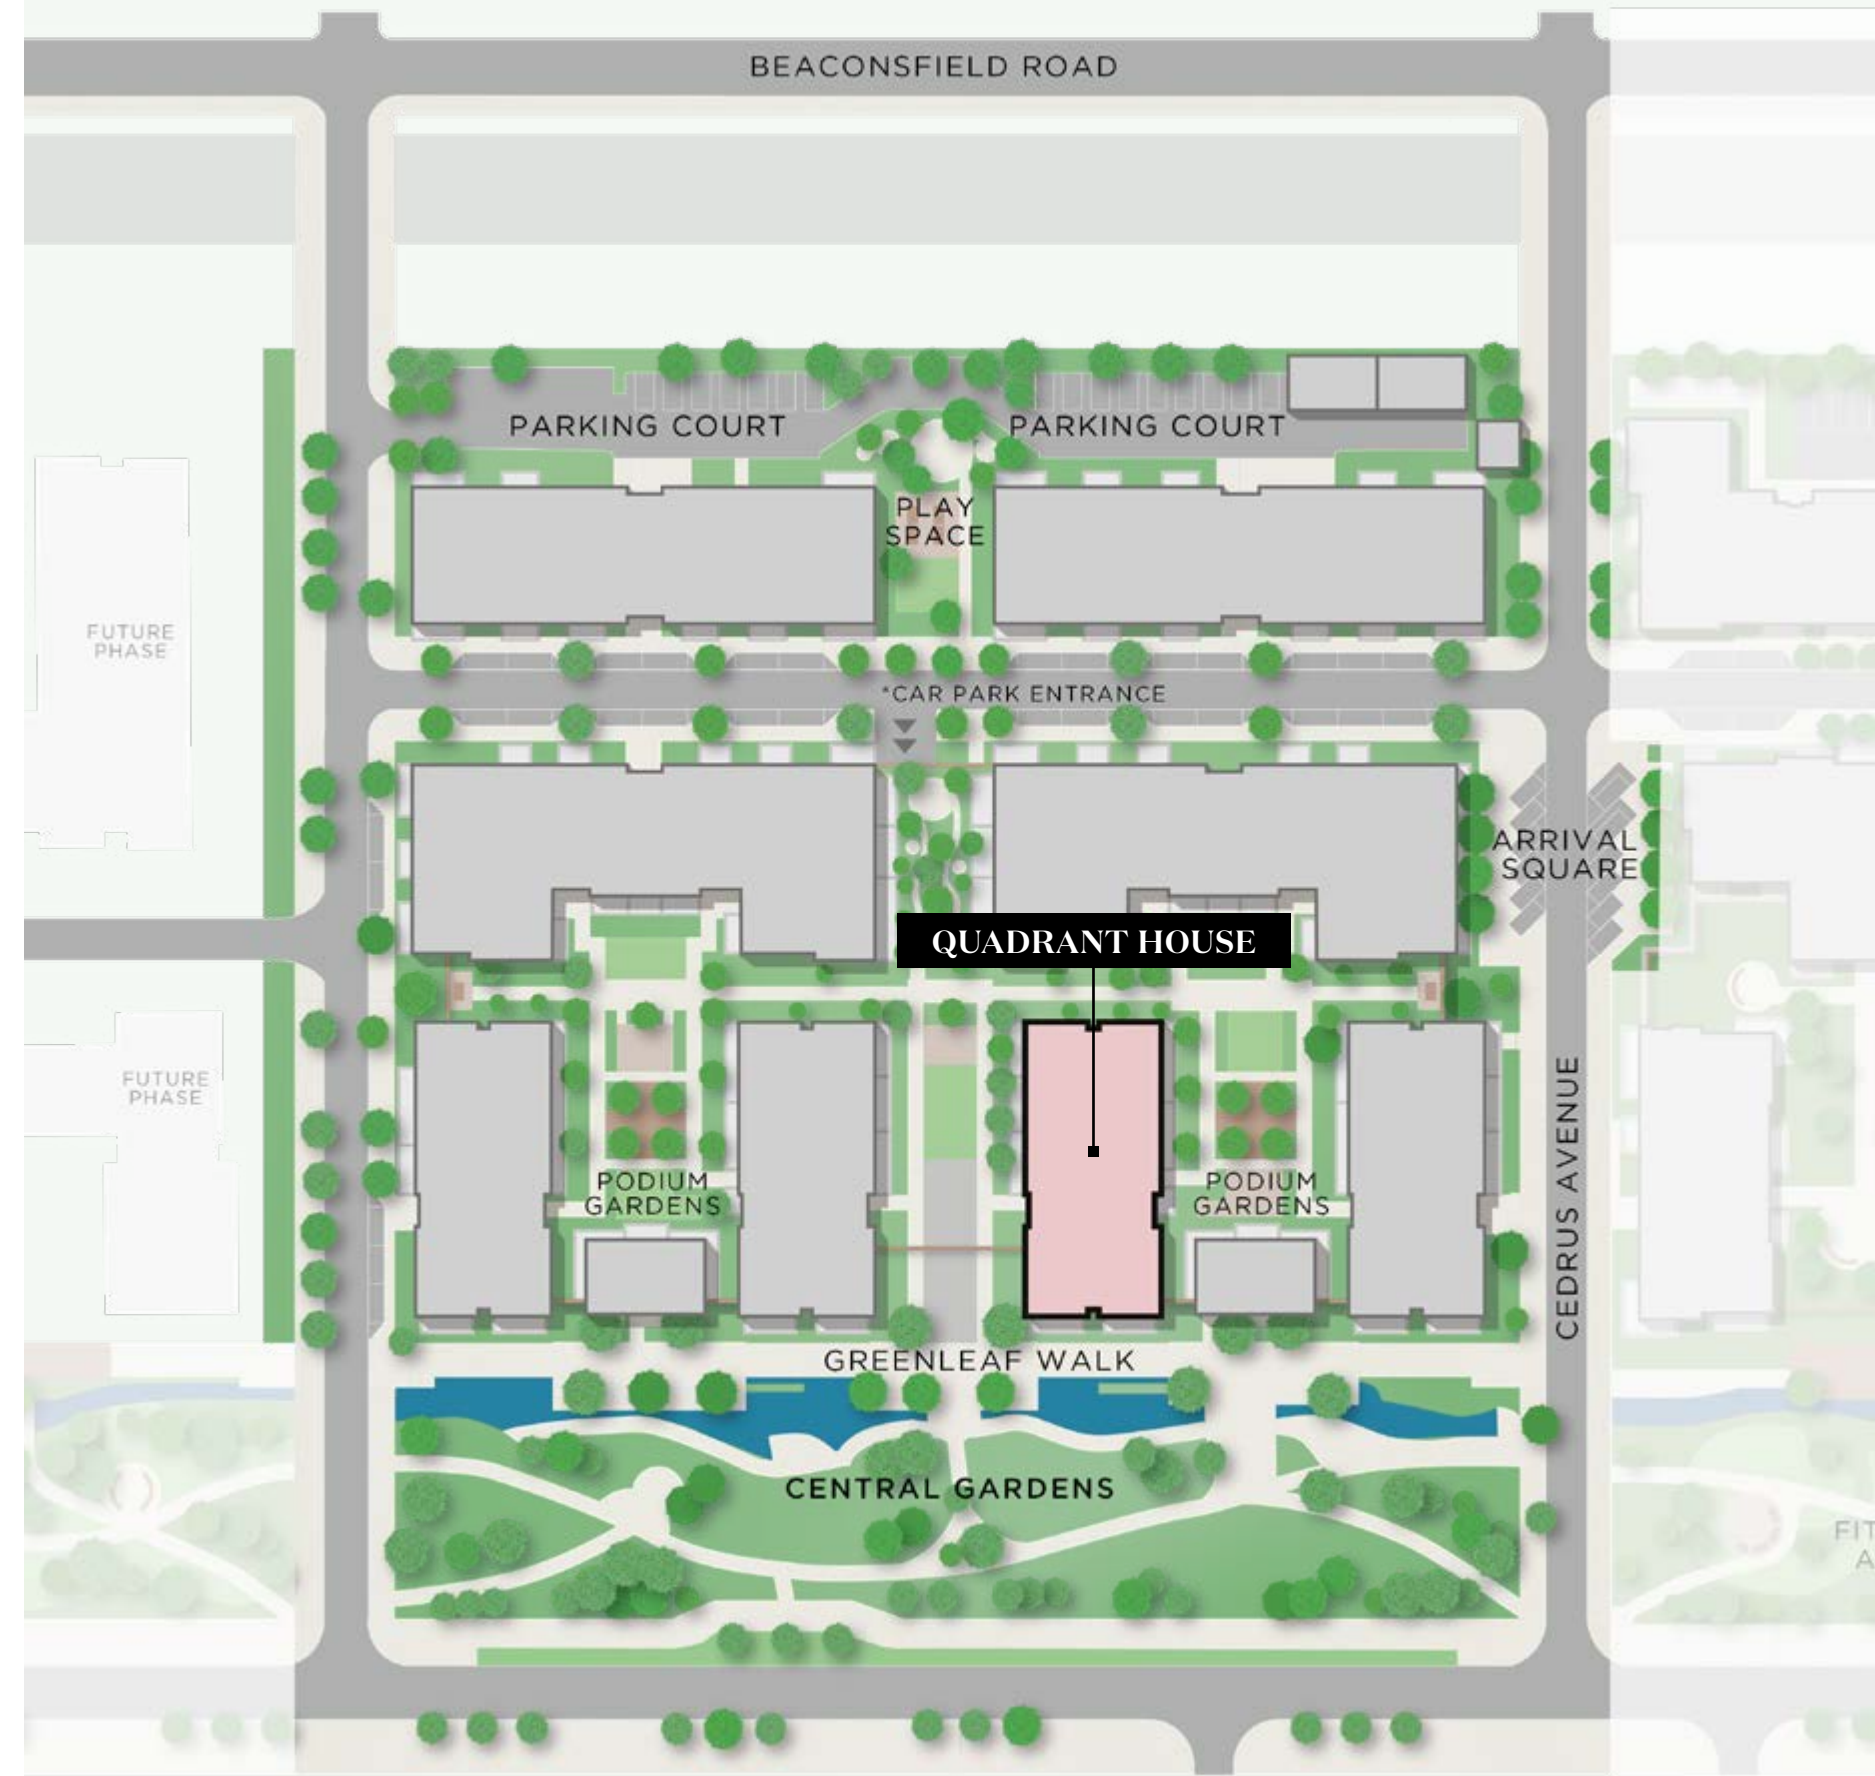 BEACONSFIELD ROAD
PARKING COURT
PARKING COURT
PLAY
SPACE
FUTURE
PHASE
*CAR PARK ENTRANCE
ARRIVAL
SQUARE
QUADRANT HOUSE
FUTURE
PHASE
PODIUM
GARDENS
PODIUM
GARDENS
CEDRUS AVENUE
GREENLEAF WALK
CENTRAL GARDENS
FIT
A